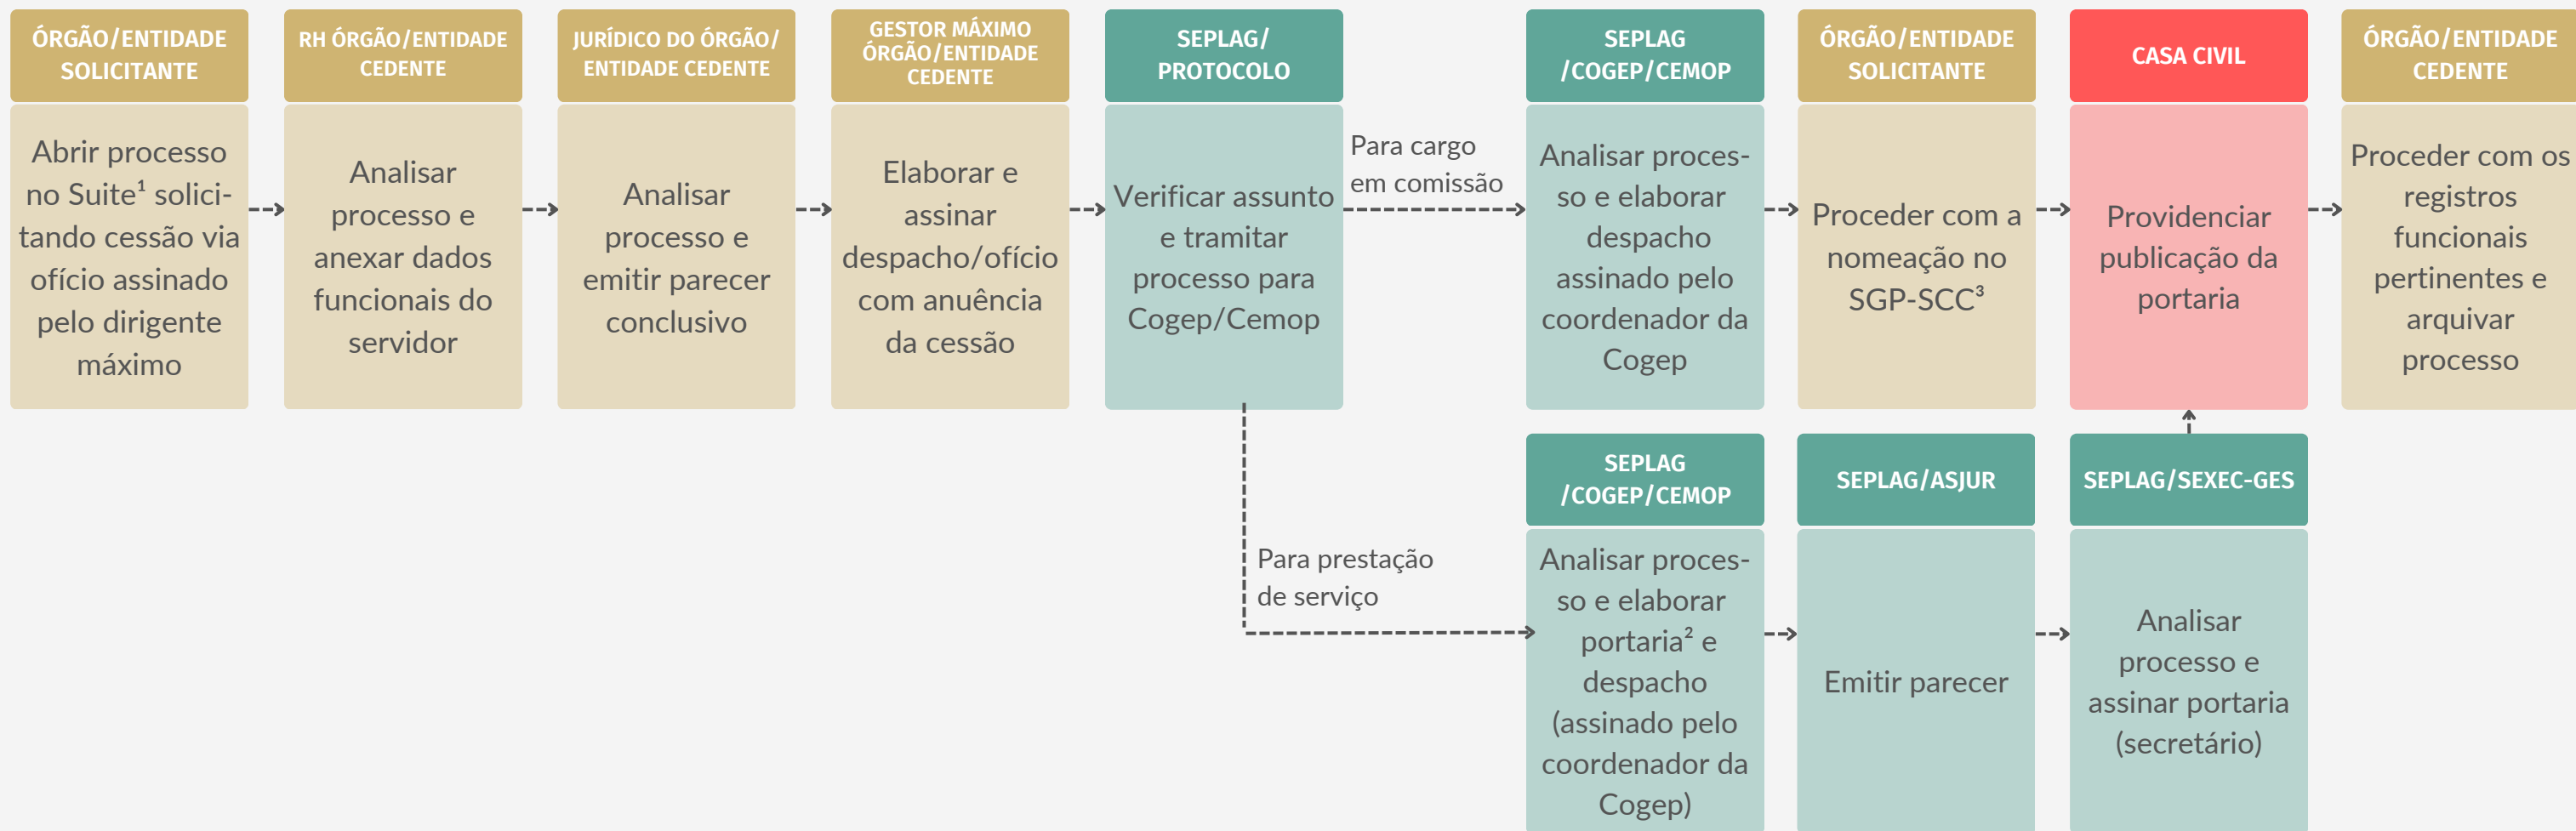 ÓRGÃO/ENTIDADE
SOLICITANTE
Abrir processo
no Suite¹ solici-
tando cessão via
ofício assinado
pelo dirigente
máximo
RH ÓRGÃO/ENTIDADE
CEDENTE
Analisar
processo e
anexar dados
funcionais do
servidor
JURÍDICO DO ÓRGÃO/
ENTIDADE CEDENTE
Analisar
processo e
emitir parecer
conclusivo
GESTOR MÁXIMO
ÓRGÃO/ENTIDADE
CEDENTE
Elaborar e
assinar
despacho/ofício
com anuência
da cessão
SEPLAG/
PROTOCOLO
Verificar assunto
e tramitar
processo para
Cogep/Cemop
Para cargo
em comissão
SEPLAG
/COGEP/CEMOP
Analisar proces-
so e elaborar
despacho
assinado pelo
coordenador da
Cogep
ÓRGÃO/ENTIDADE
SOLICITANTE
Proceder com a
nomeação no
SGP-SCC³
CASA CIVIL
Providenciar
publicação da
portaria
ÓRGÃO/ENTIDADE
CEDENTE
Proceder com os
registros
funcionais
pertinentes e
arquivar
processo
Para prestação
de serviço
SEPLAG
/COGEP/CEMOP
Analisar proces-
so e elaborar
portaria² e
despacho
(assinado pelo
coordenador da
Cogep)
SEPLAG/ASJUR
Emitir parecer
SEPLAG/SEXEC-GES
Analisar
processo e
assinar portaria
(secretário)